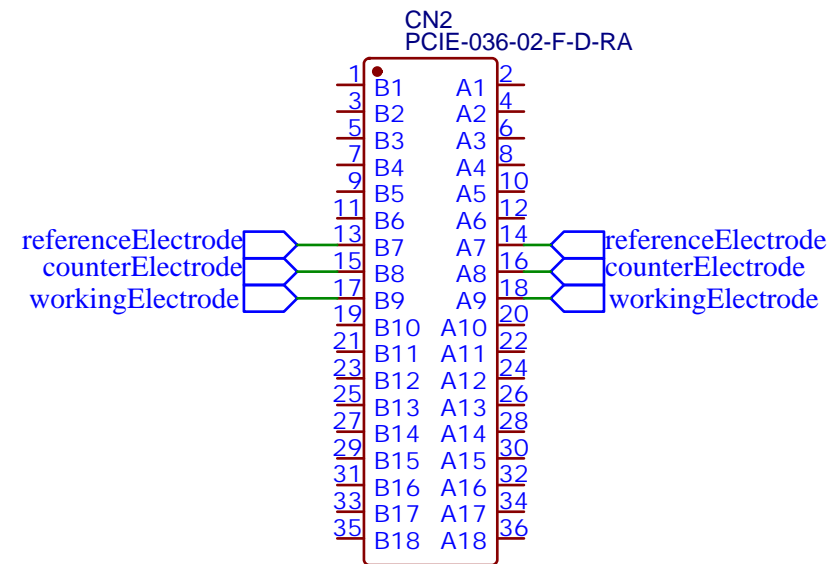 CN2
PCIE-036-02-F-D-RA
1 B1 A1 2
3 B2 A2 4
5 B3 A3 6
7 B4 A4 8
9 B5 A5 10
11 B6 A6 12
referenceElectrode 13 B7 A7 14 referenceElectrode
counterElectrode 15 B8 A8 16 counterElectrode
workingElectrode 17 B9 A9 18 workingElectrode
19 B10 A10 20
21 B11 A11 22
23 B12 A12 24
25 B13 A13 26
27 B14 A14 28
29 B15 A15 30
31 B16 A16 32
33 B17 A17 34
35 B18 A18 36